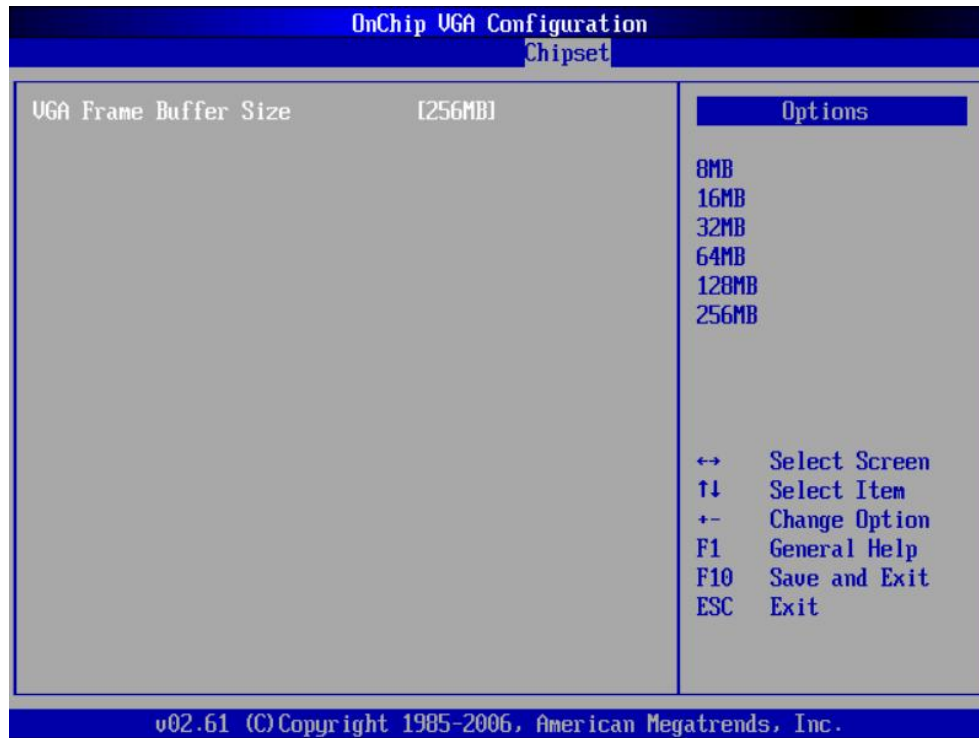 OnChip VGA Configuration
Chipset
VGA Frame Buffer Size [256MB]
Options
8MB
16MB
32MB
64MB
128MB
256MB
←→ Select Screen
↑↓ Select Item
+- Change Option
F1 General Help
F10 Save and Exit
ESC Exit
v02.61 (C)Copyright 1985-2006, American Megatrends, Inc.